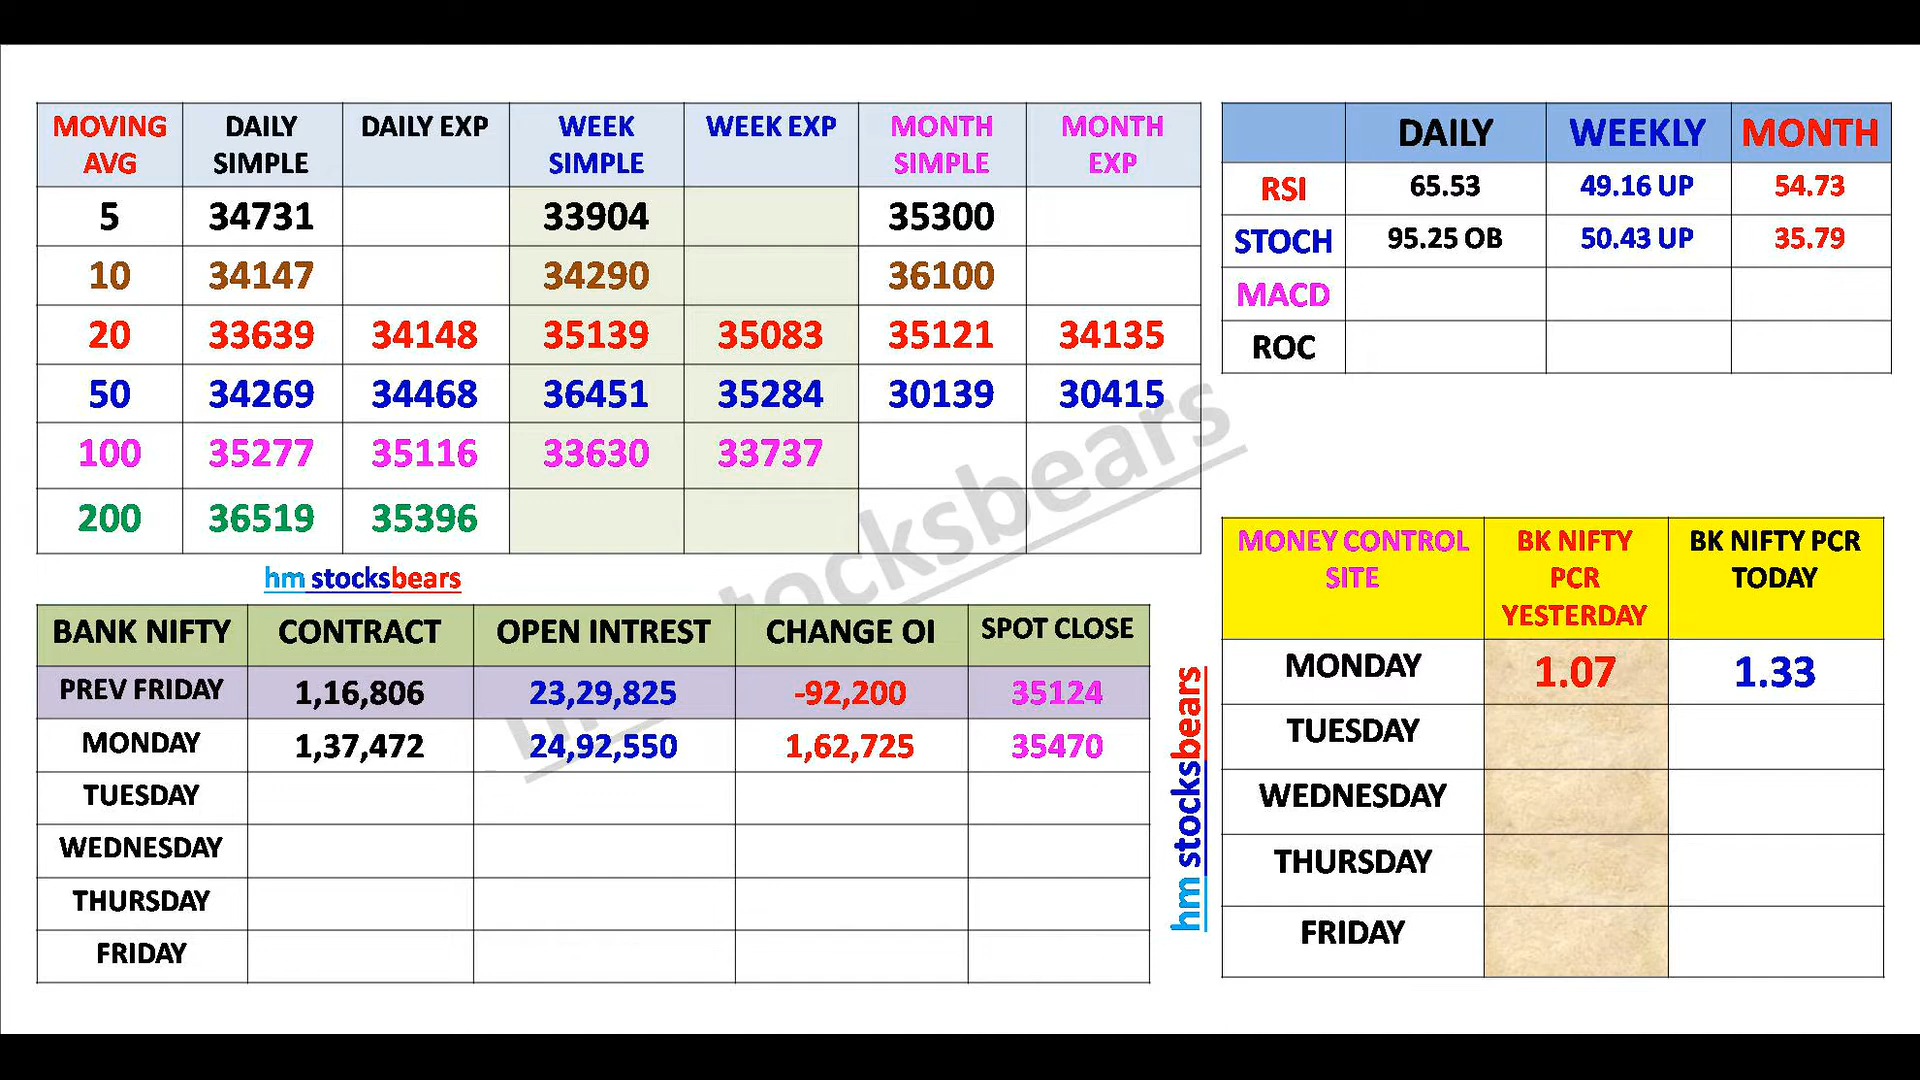 MOVING AVG DAILY SIMPLE DAILY EXP WEEK SIMPLE WEEK EXP MONTH SIMPLE MONTH EXP
5 34731 33904 35300
10 34147 34290 36100
20 33639 34148 35139 35083 35121 34135
50 34269 34468 36451 35284 30139 30415
100 35277 35116 33630 33737
200 36519 35396
hm stocksbears
DAILY WEEKLY MONTH
RSI 65.53 49.16 UP 54.73
STOCH 95.25 OB 50.43 UP 35.79
MACD
ROC
BANK NIFTY CONTRACT OPEN INTREST CHANGE OI SPOT CLOSE
PREV FRIDAY 1,16,806 23,29,825 -92,200 35124
MONDAY 1,37,472 24,92,550 1,62,725 35470
TUESDAY
WEDNESDAY
THURSDAY
FRIDAY
hm stocksbears
MONEY CONTROL SITE BK NIFTY PCR YESTERDAY BK NIFTY PCR TODAY
MONDAY 1.07 1.33
TUESDAY
WEDNESDAY
THURSDAY
FRIDAY